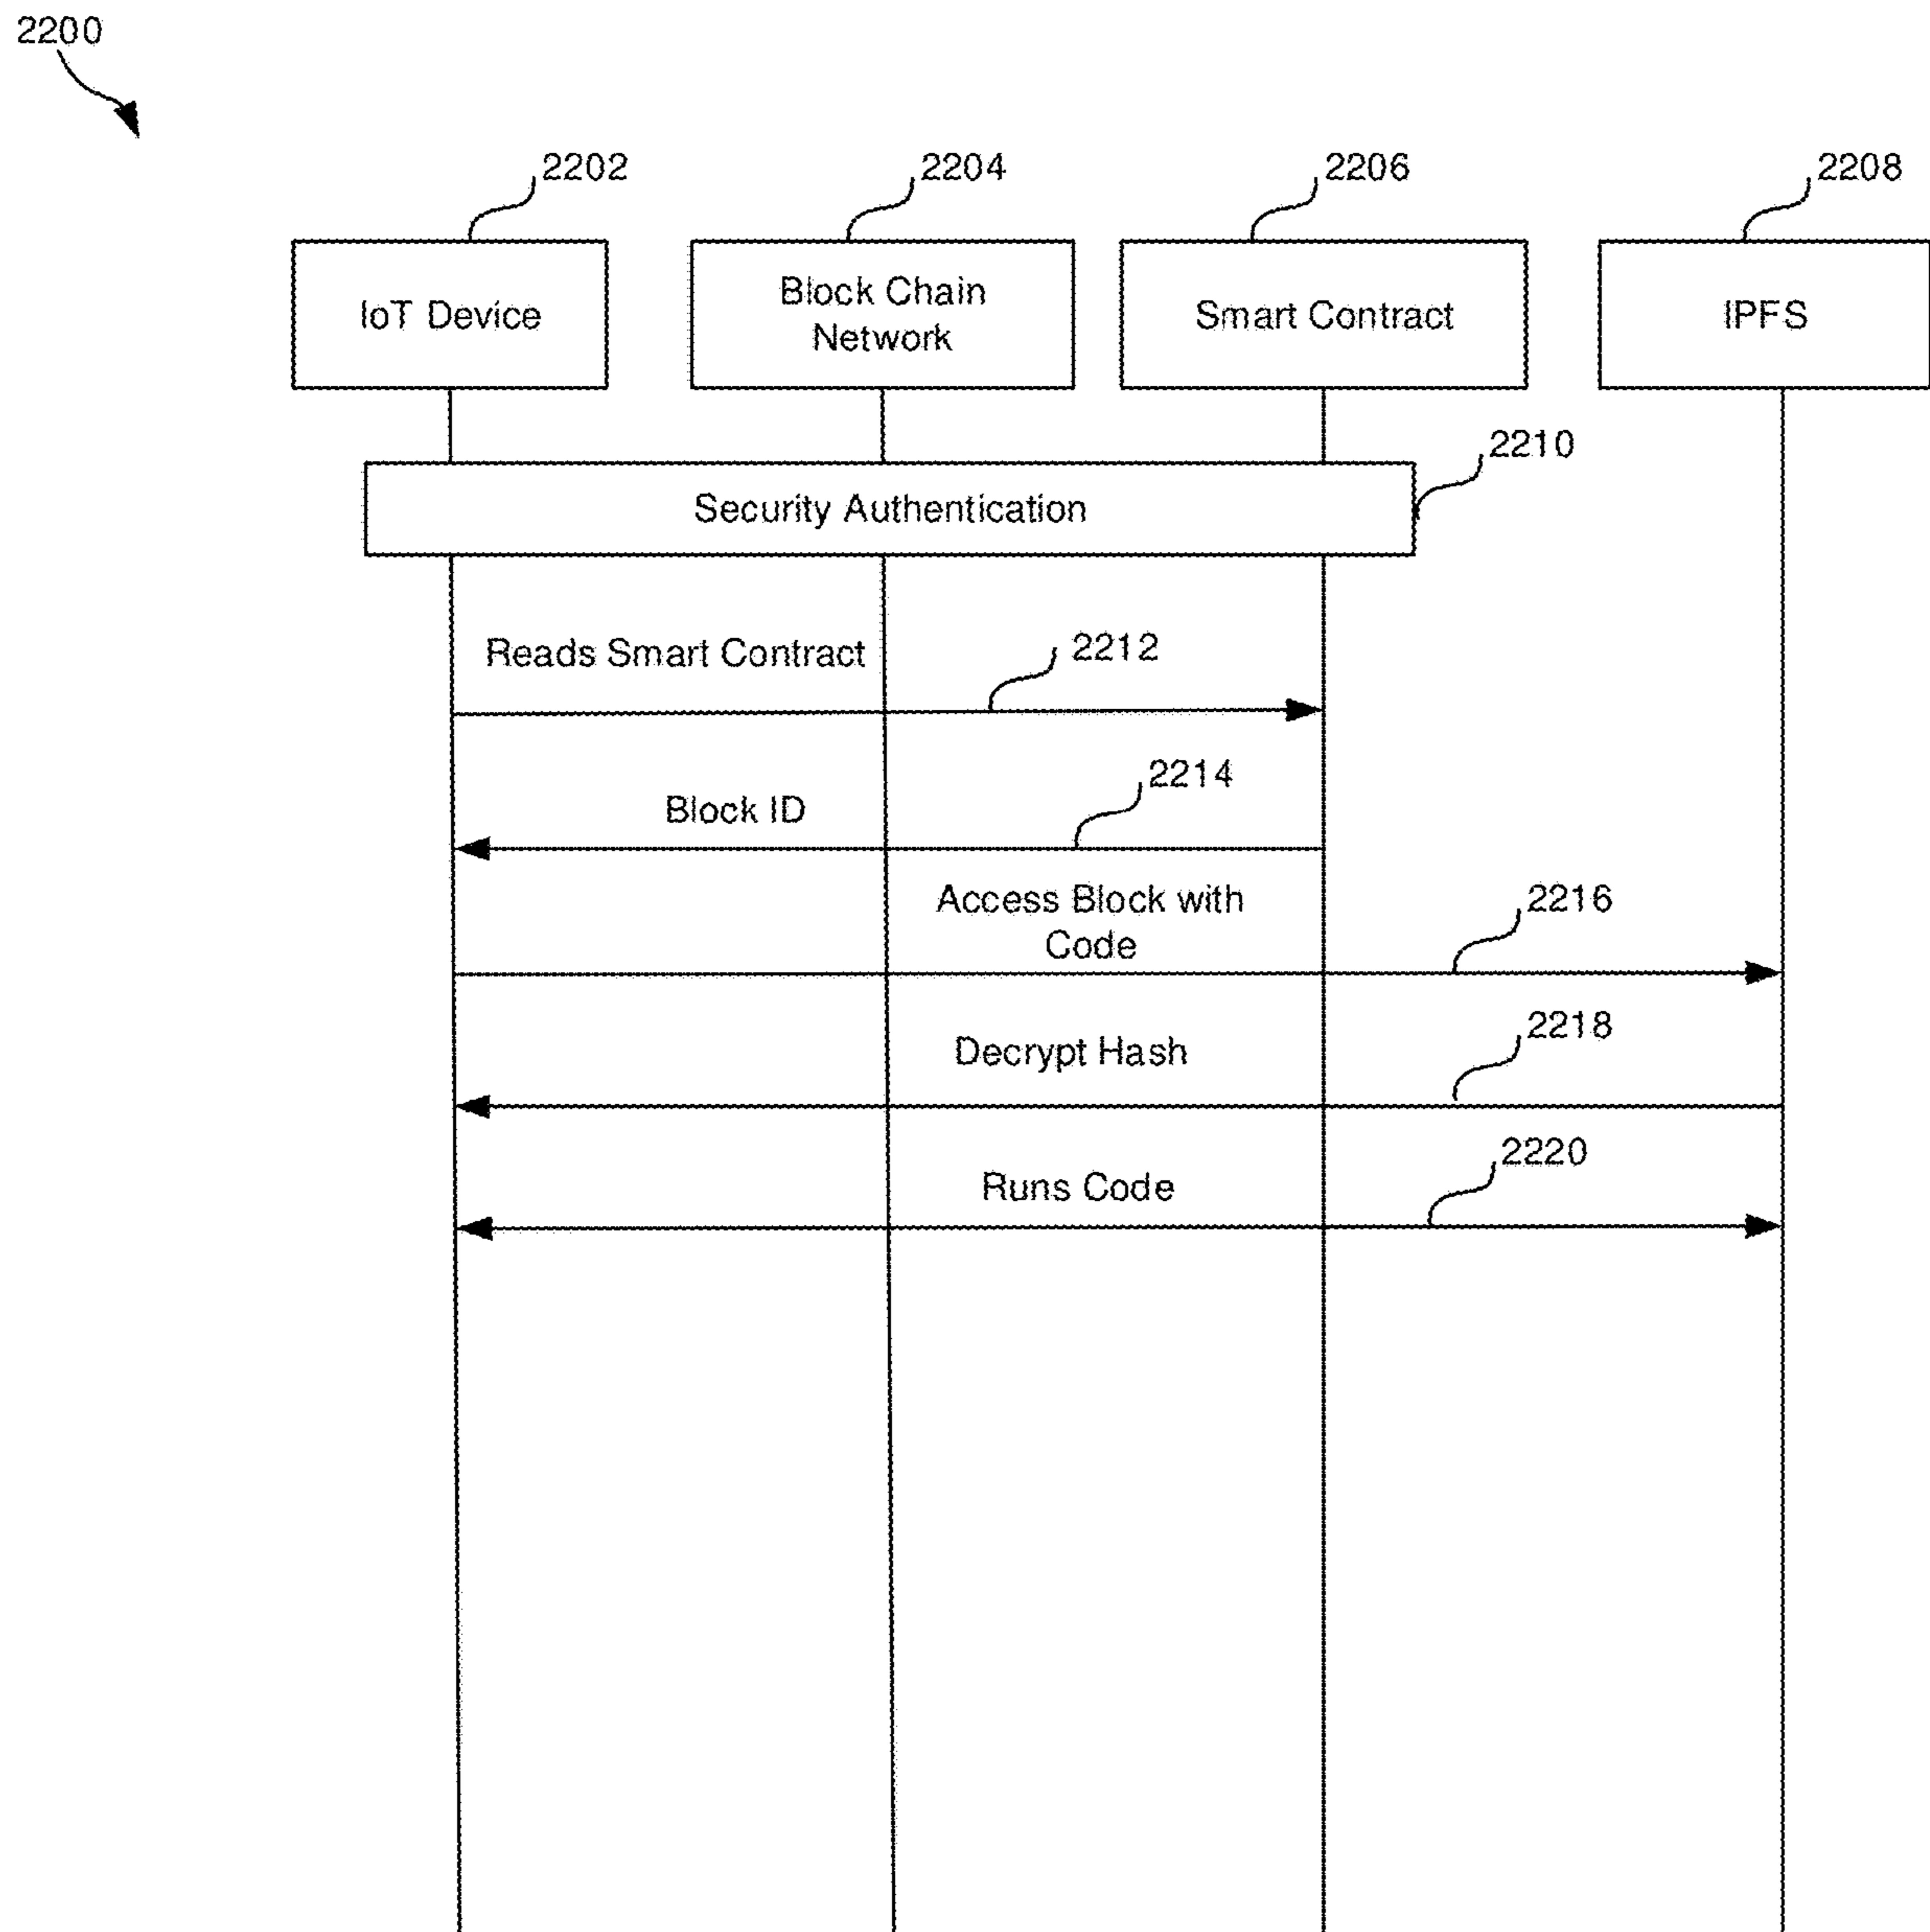 2200
2202
2204
2206
2208
IoT Device
Block Chain
Network
Smart Contract
IPFS
2210
Security Authentication
Reads Smart Contract
2212
2214
Block ID
Access Block with
Code
2216
2218
Decrypt Hash
2220
Runs Code